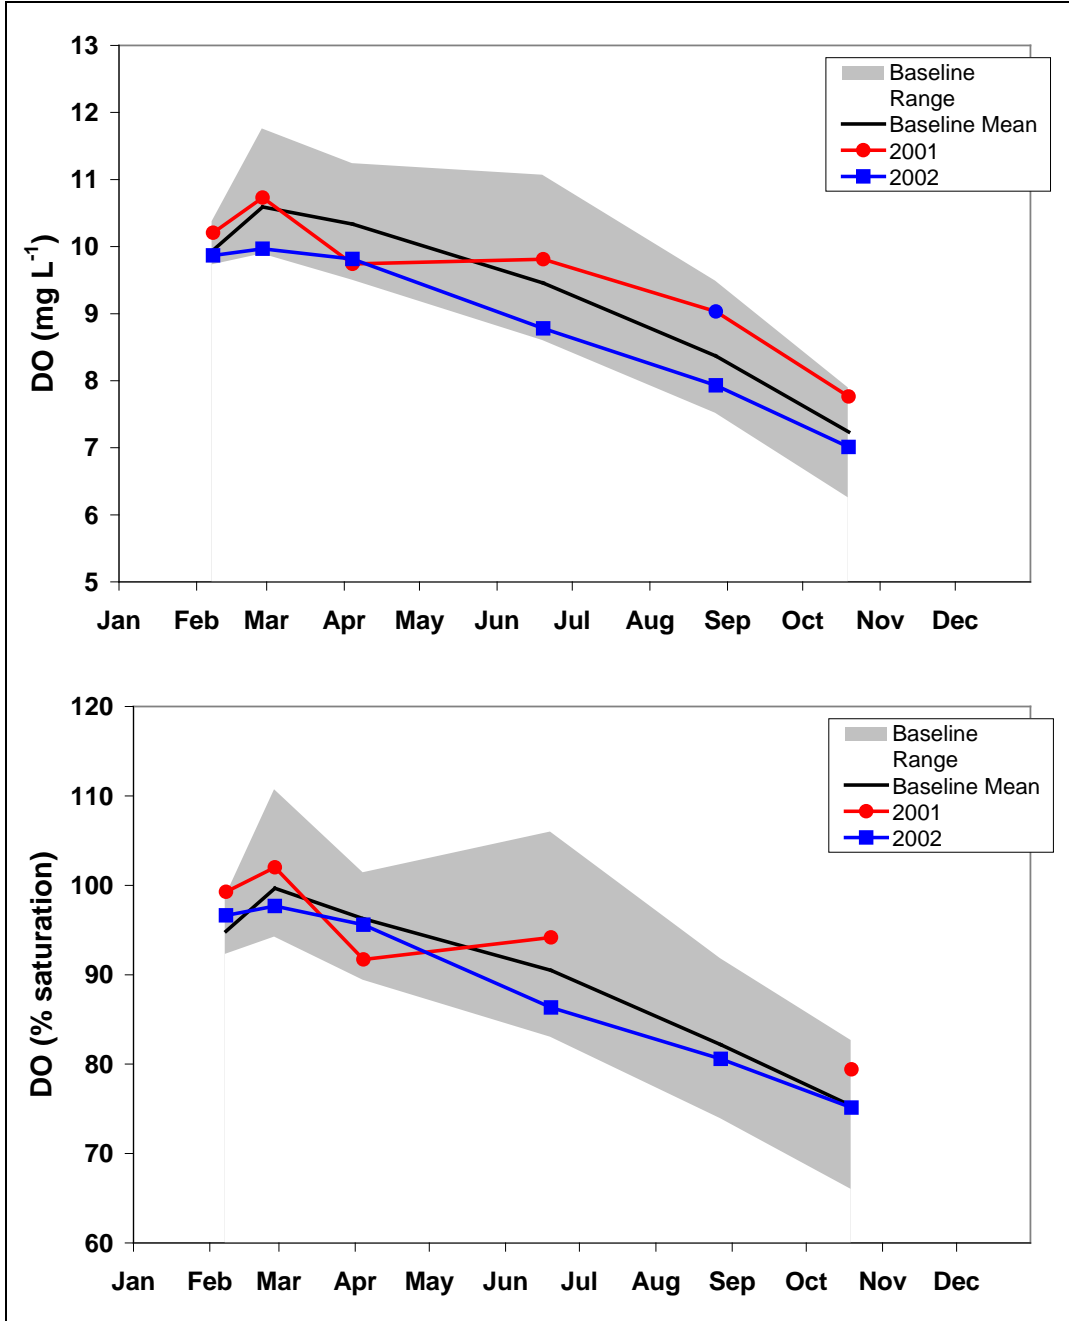 13
12
11
10
9
8
7
6
5
DO (mg L-1)
Baseline
Range
Baseline Mean
2001
2002
Jan Feb Mar Apr May Jun Jul Aug Sep Oct Nov Dec
120
110
100
90
80
70
60
DO (% saturation)
Baseline
Range
Baseline Mean
2001
2002
Jan Feb Mar Apr May Jun Jul Aug Sep Oct Nov Dec